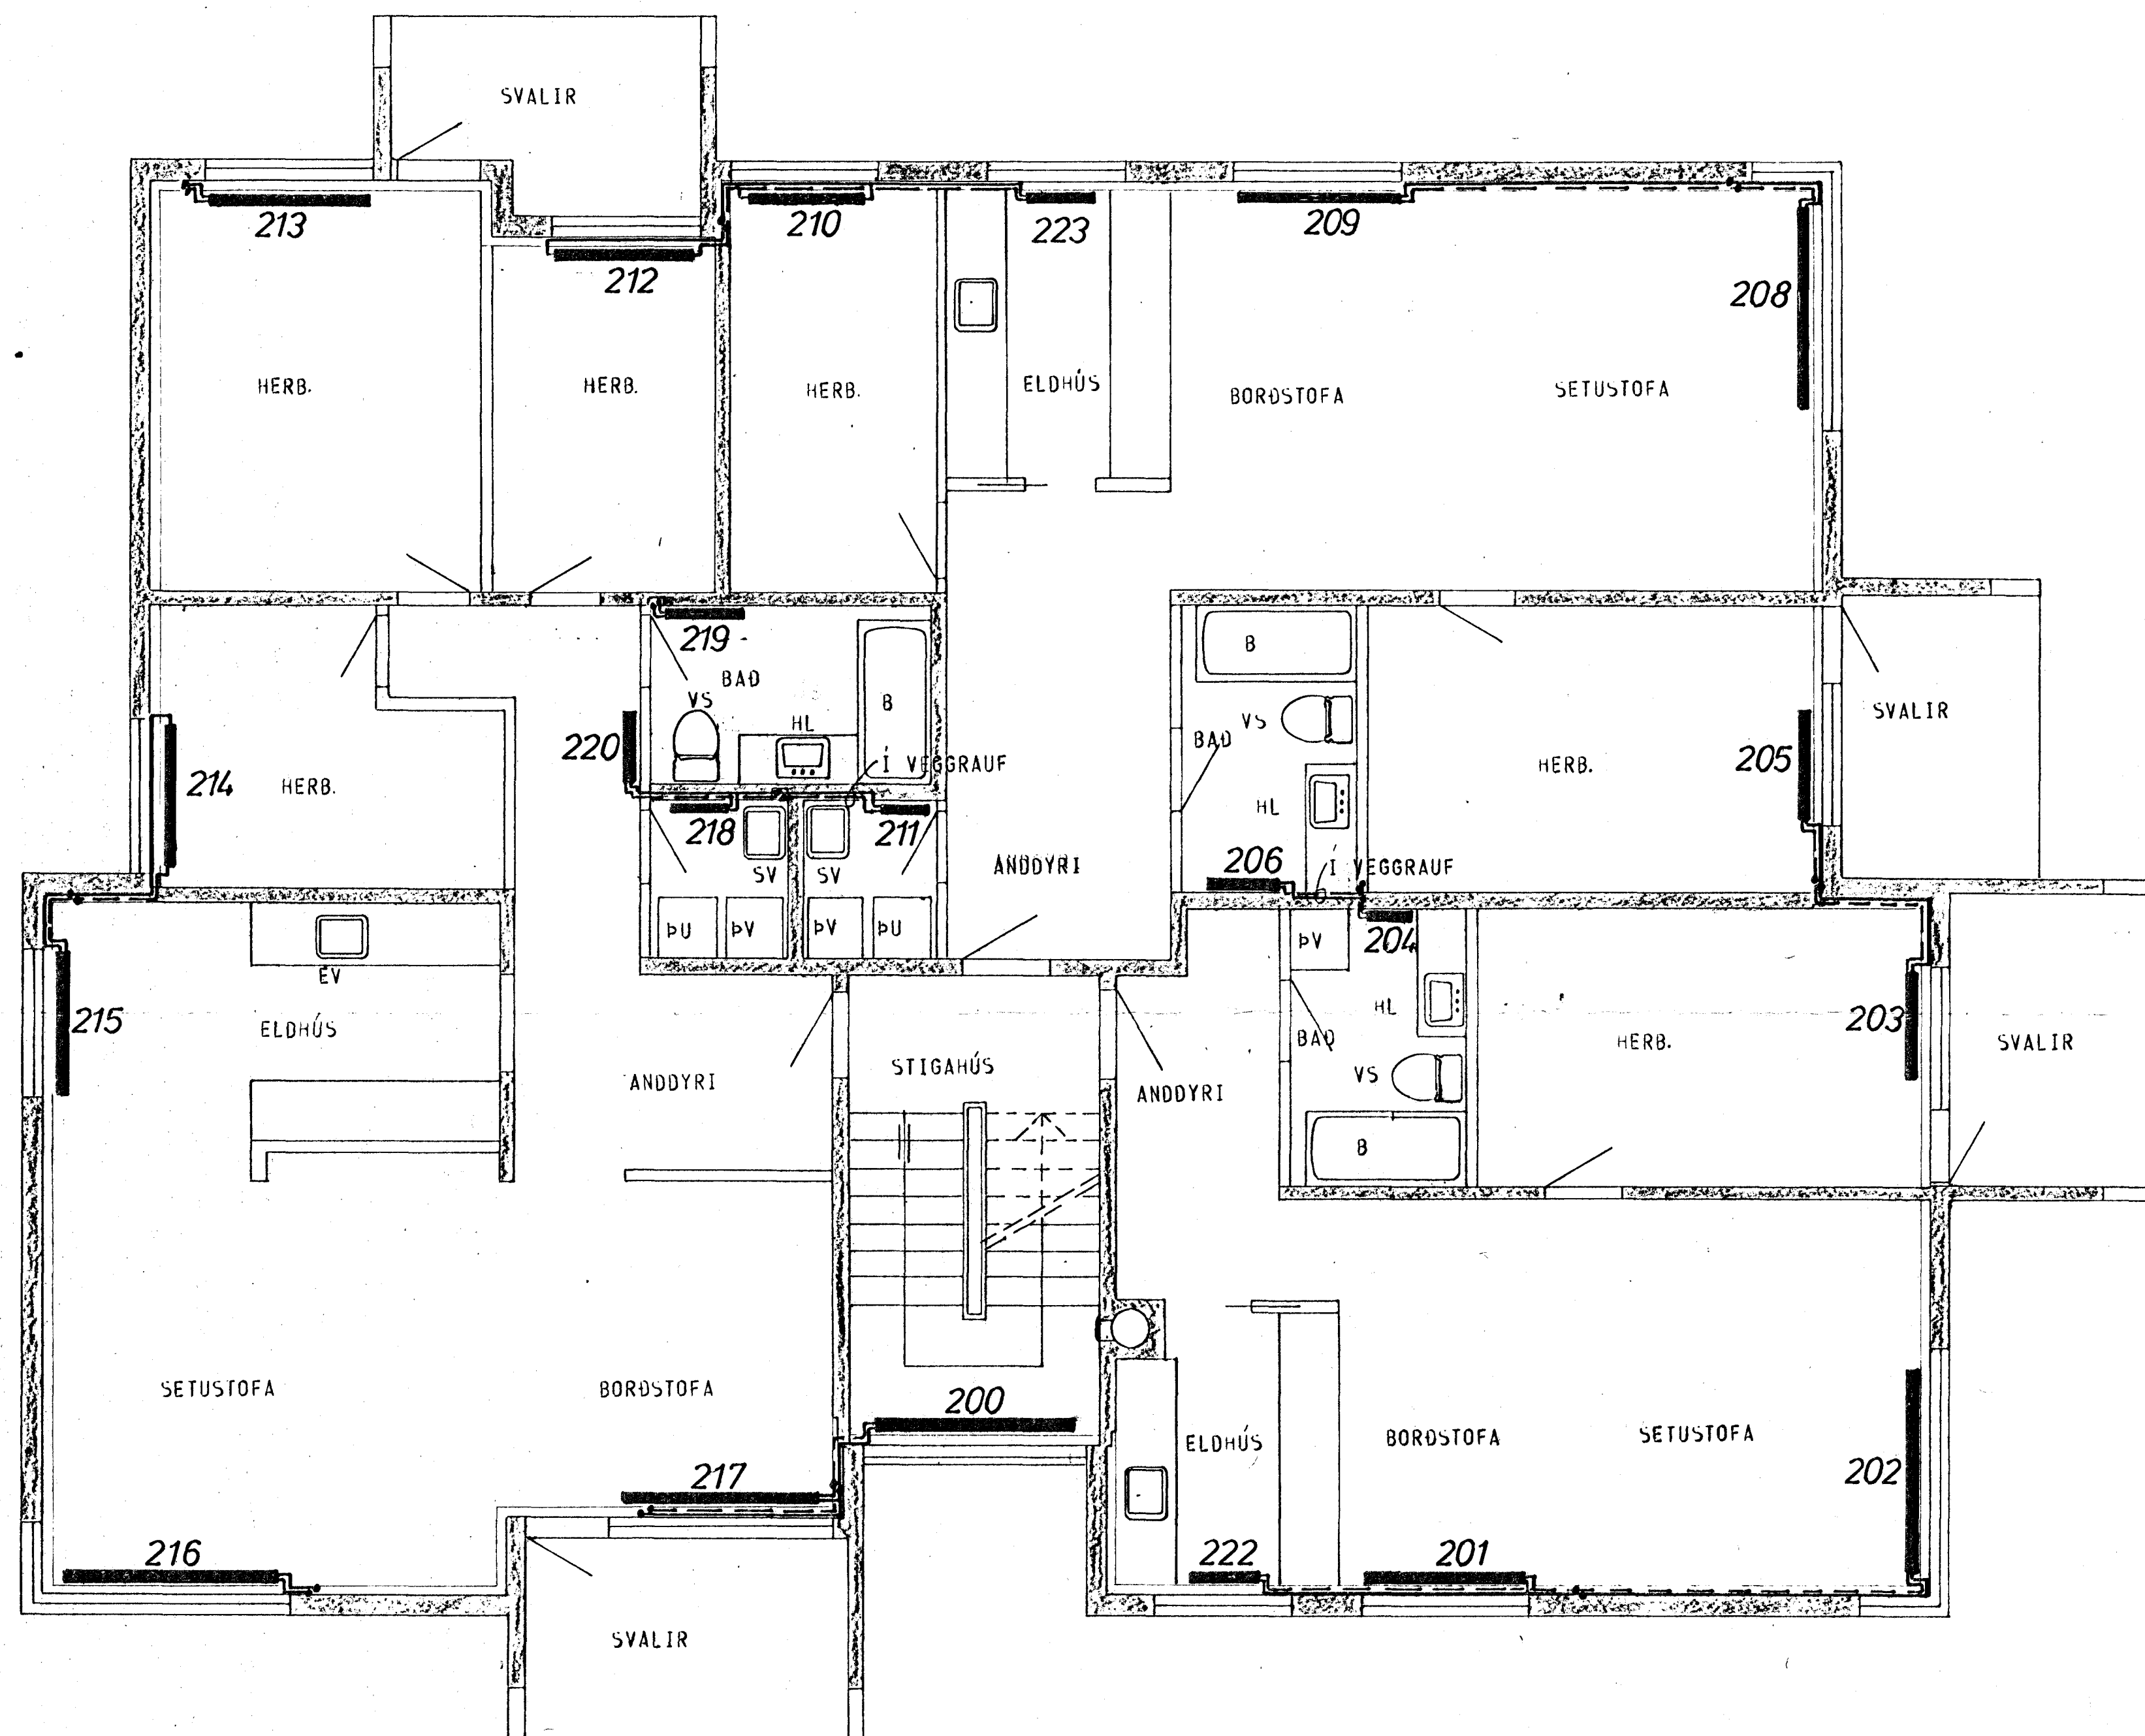 SVALIR
213
212
210
223
209
208
HERB.
HERB.
HERB.
ELDHÚS
BORÐSTOFA
SETUSTOFA
219
BAÐ
VS
HL
B
B
VS
BAÐ
HL
SVALIR
220
Í VEGGRAUF
214
HERB.
HERB.
205
218
211
SV
SV
ANDDYRI
206
Í VEGGRAUF
ÞU
ÞV
ÞV
ÞU
ÞV
204
ÉV
215
ELDHÚS
HL
BAÐ
HERB.
203
SVALIR
STIGAHÚS
ANDDYRI
ANDDYRI
VS
B
SETUSTOFA
BORÐSTOFA
200
ELDHÚS
BORÐSTOFA
SETUSTOFA
202
217
216
222
201
SVALIR